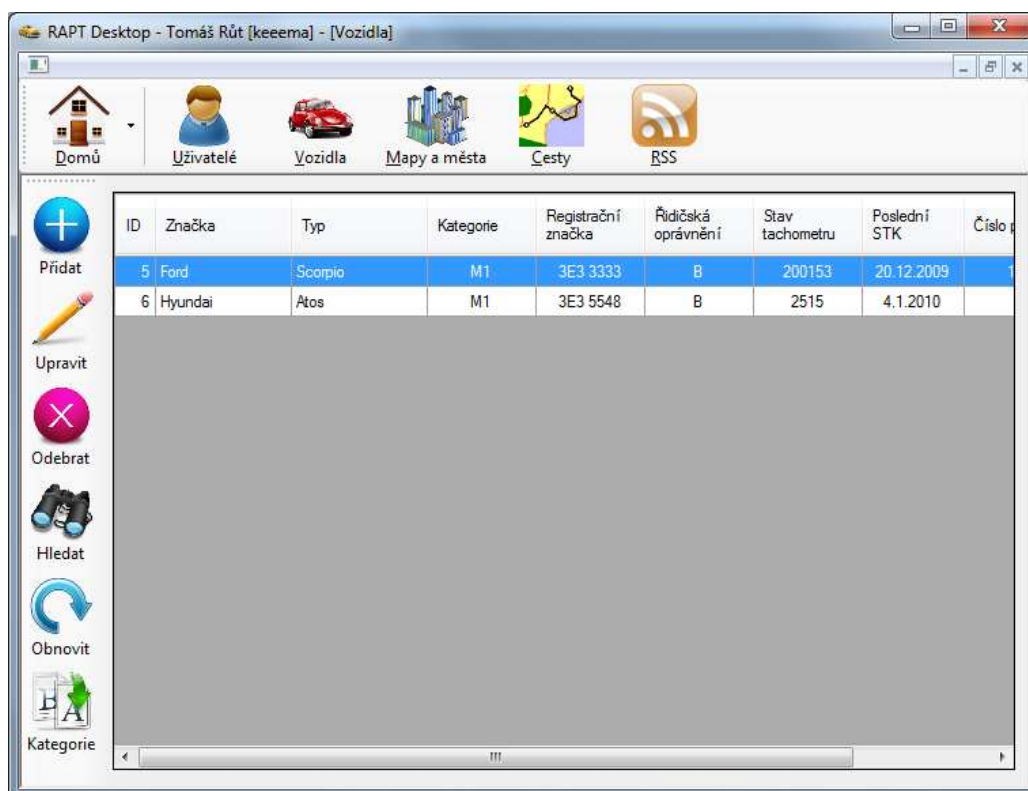 RAPT Desktop - Tomáš Růt [keeema] - [Vozidla]
Domů Uživatelé Vozidla Mapy a města Cesty RSS
Přidat
Upravit
Odebrat
Hledat
Obnovit
Kategorie
ID Značka Typ Kategorie Registrační značka Řidičská oprávnění Stav tachometru Poslední STK Číslo
5 Ford Scorpio M1 3E3 3333 B 200153 20.12.2009 1
6 Hyundai Atos M1 3E3 5548 B 2515 4.1.2010